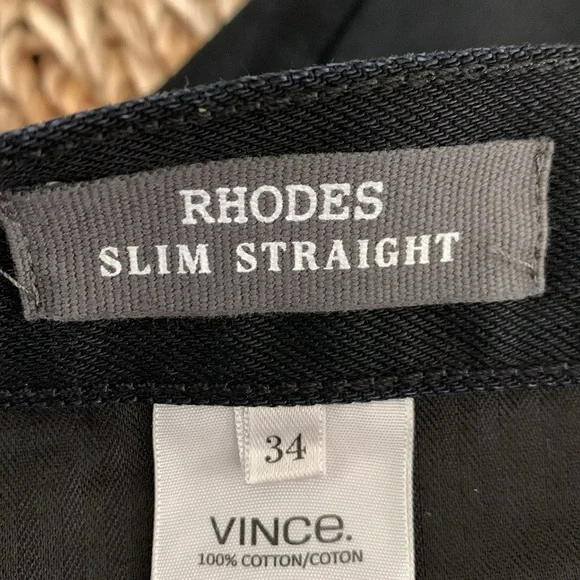 RHODES
SLIM STRAIGHT
34
VINCE.
100% COTTON/COTON